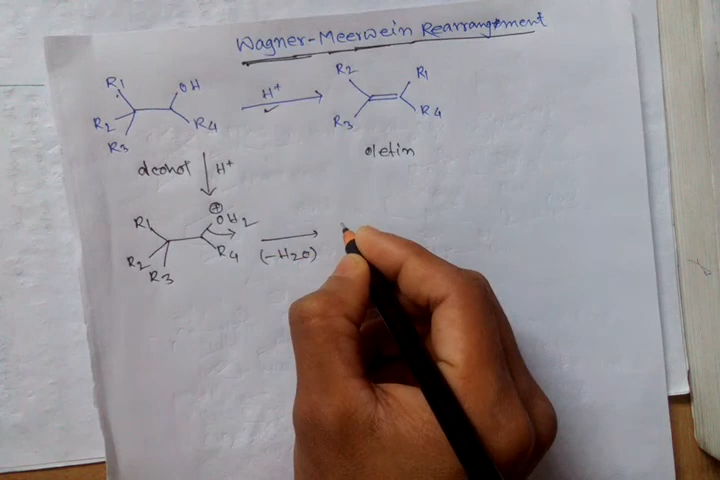 Wagner-Meerwein Rearrangement
R1 OH H+ R2 R1
R2 R4 R3 R4
R3
alcohol H+ oletin
⊕
R1 OH2
R2 R4 (-H2O)
R3